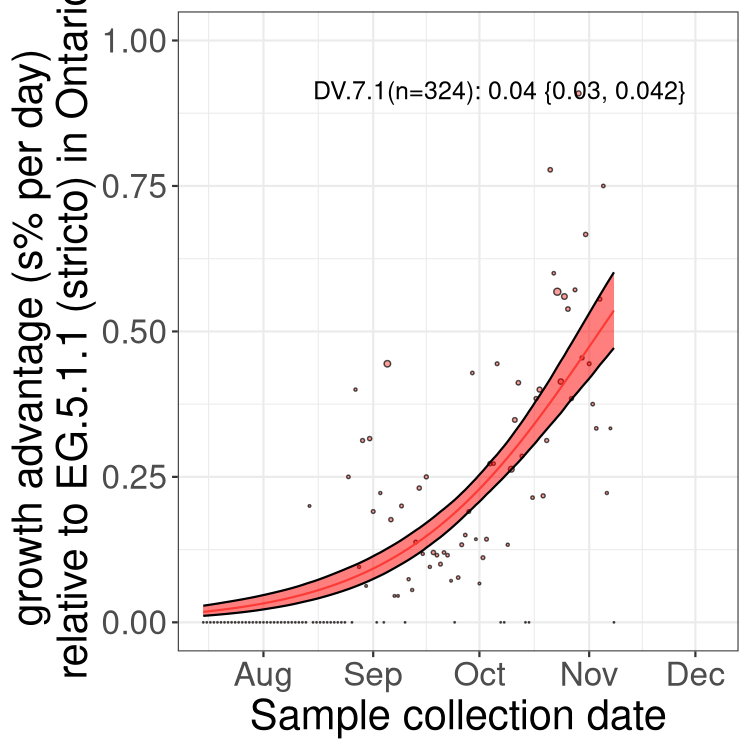 growth advantage (s% per day)
relative to EG.5.1.1 (stricto) in Ontario
1.00
0.75
0.50
0.25
0.00
DV.7.1(n=324): 0.04 {0.03, 0.042}
Aug Sep Oct Nov Dec
Sample collection date